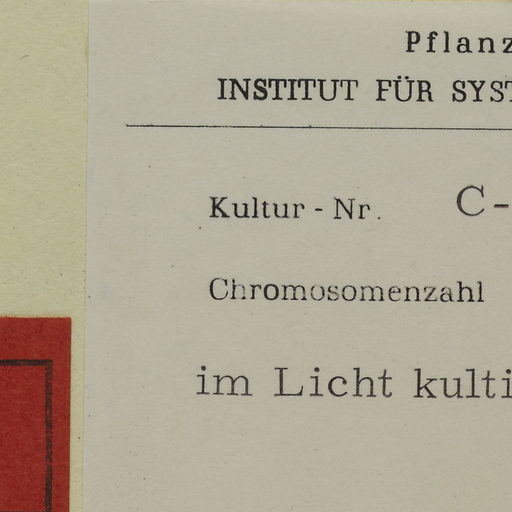 Pflanz
INSTITUT FÜR SYST
Kultur - Nr. C-
Chromosomenzahl
im Licht kulti